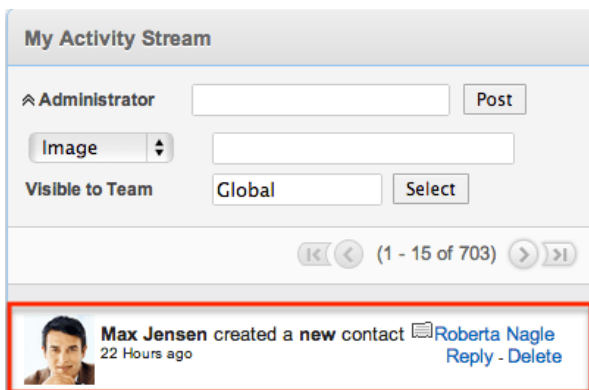 My Activity Stream
Administrator Post
Image
Visible to Team Global Select
(1 - 15 of 703)
Max Jensen created a new contact Roberta Nagle
22 Hours ago Reply - Delete